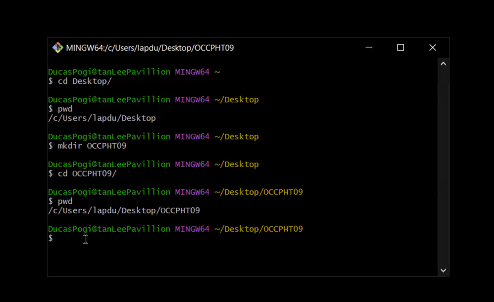 MINGW64:/c/Users/lapdu/Desktop/OCCPHT09
DucasPogi@tanLeePavillion MINGW64 ~
$ cd Desktop/
DucasPogi@tanLeePavillion MINGW64 ~/Desktop
$ pwd
/c/Users/lapdu/Desktop
DucasPogi@tanLeePavillion MINGW64 ~/Desktop
$ mkdir OCCPHT09
DucasPogi@tanLeePavillion MINGW64 ~/Desktop
$ cd OCCPHT09/
DucasPogi@tanLeePavillion MINGW64 ~/Desktop/OCCPHT09
$ pwd
/c/Users/lapdu/Desktop/OCCPHT09
DucasPogi@tanLeePavillion MINGW64 ~/Desktop/OCCPHT09
$